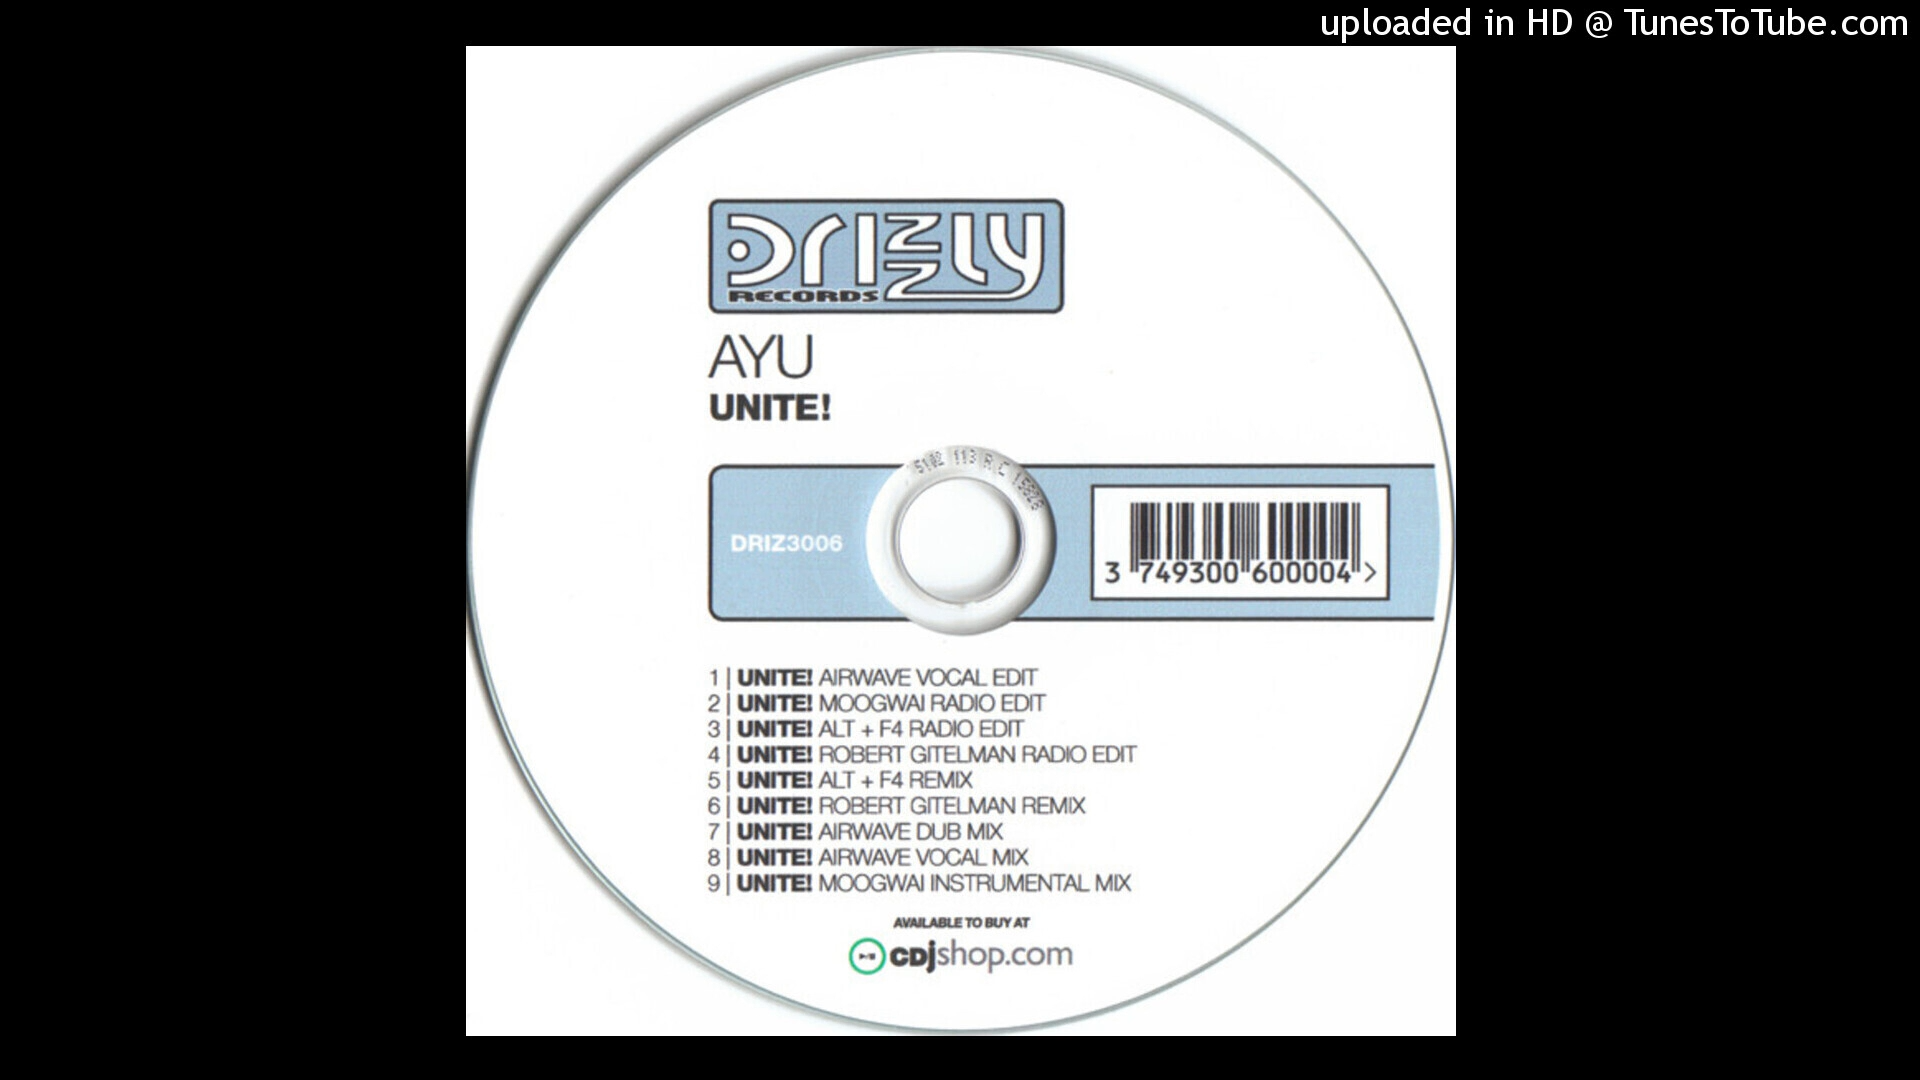 uploaded in HD @ TunesToTube.com
DRIZZLY
RECORDS
AYU
UNITE!
DRIZ3006
3 749300 600004 >
1 | UNITE! AIRWAVE VOCAL EDIT
2 | UNITE! MOOGWAI RADIO EDIT
3 | UNITE! ALT + F4 RADIO EDIT
4 | UNITE! ROBERT GITELMAN RADIO EDIT
5 | UNITE! ALT + F4 REMIX
6 | UNITE! ROBERT GITELMAN REMIX
7 | UNITE! AIRWAVE DUB MIX
8 | UNITE! AIRWAVE VOCAL MIX
9 | UNITE! MOOGWAI INSTRUMENTAL MIX
AVAILABLE TO BUY AT
CDjshop.com